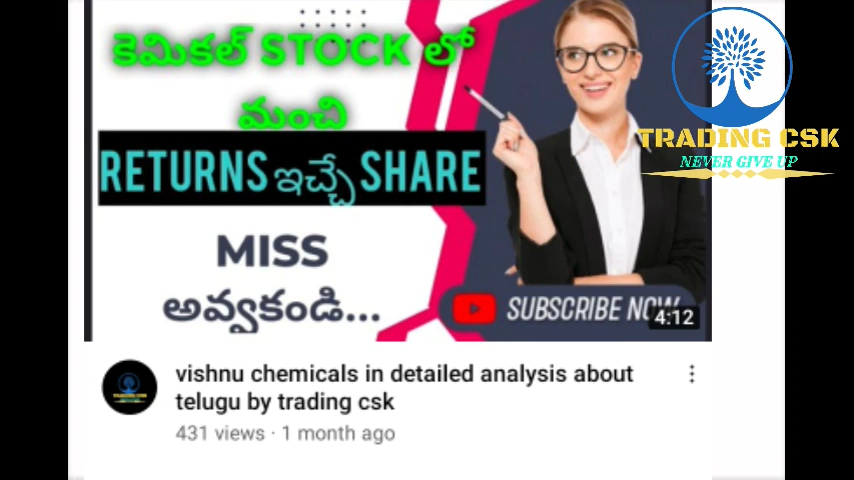 కెమికల్ STOCK లో
మంచి
RETURNS ఇచ్చే SHARE
MISS
అవ్వకండి...
SUBSCRIBE NOW
4:12
TRADING CSK
NEVER GIVE UP
vishnu chemicals in detailed analysis about
telugu by trading csk
431 views · 1 month ago